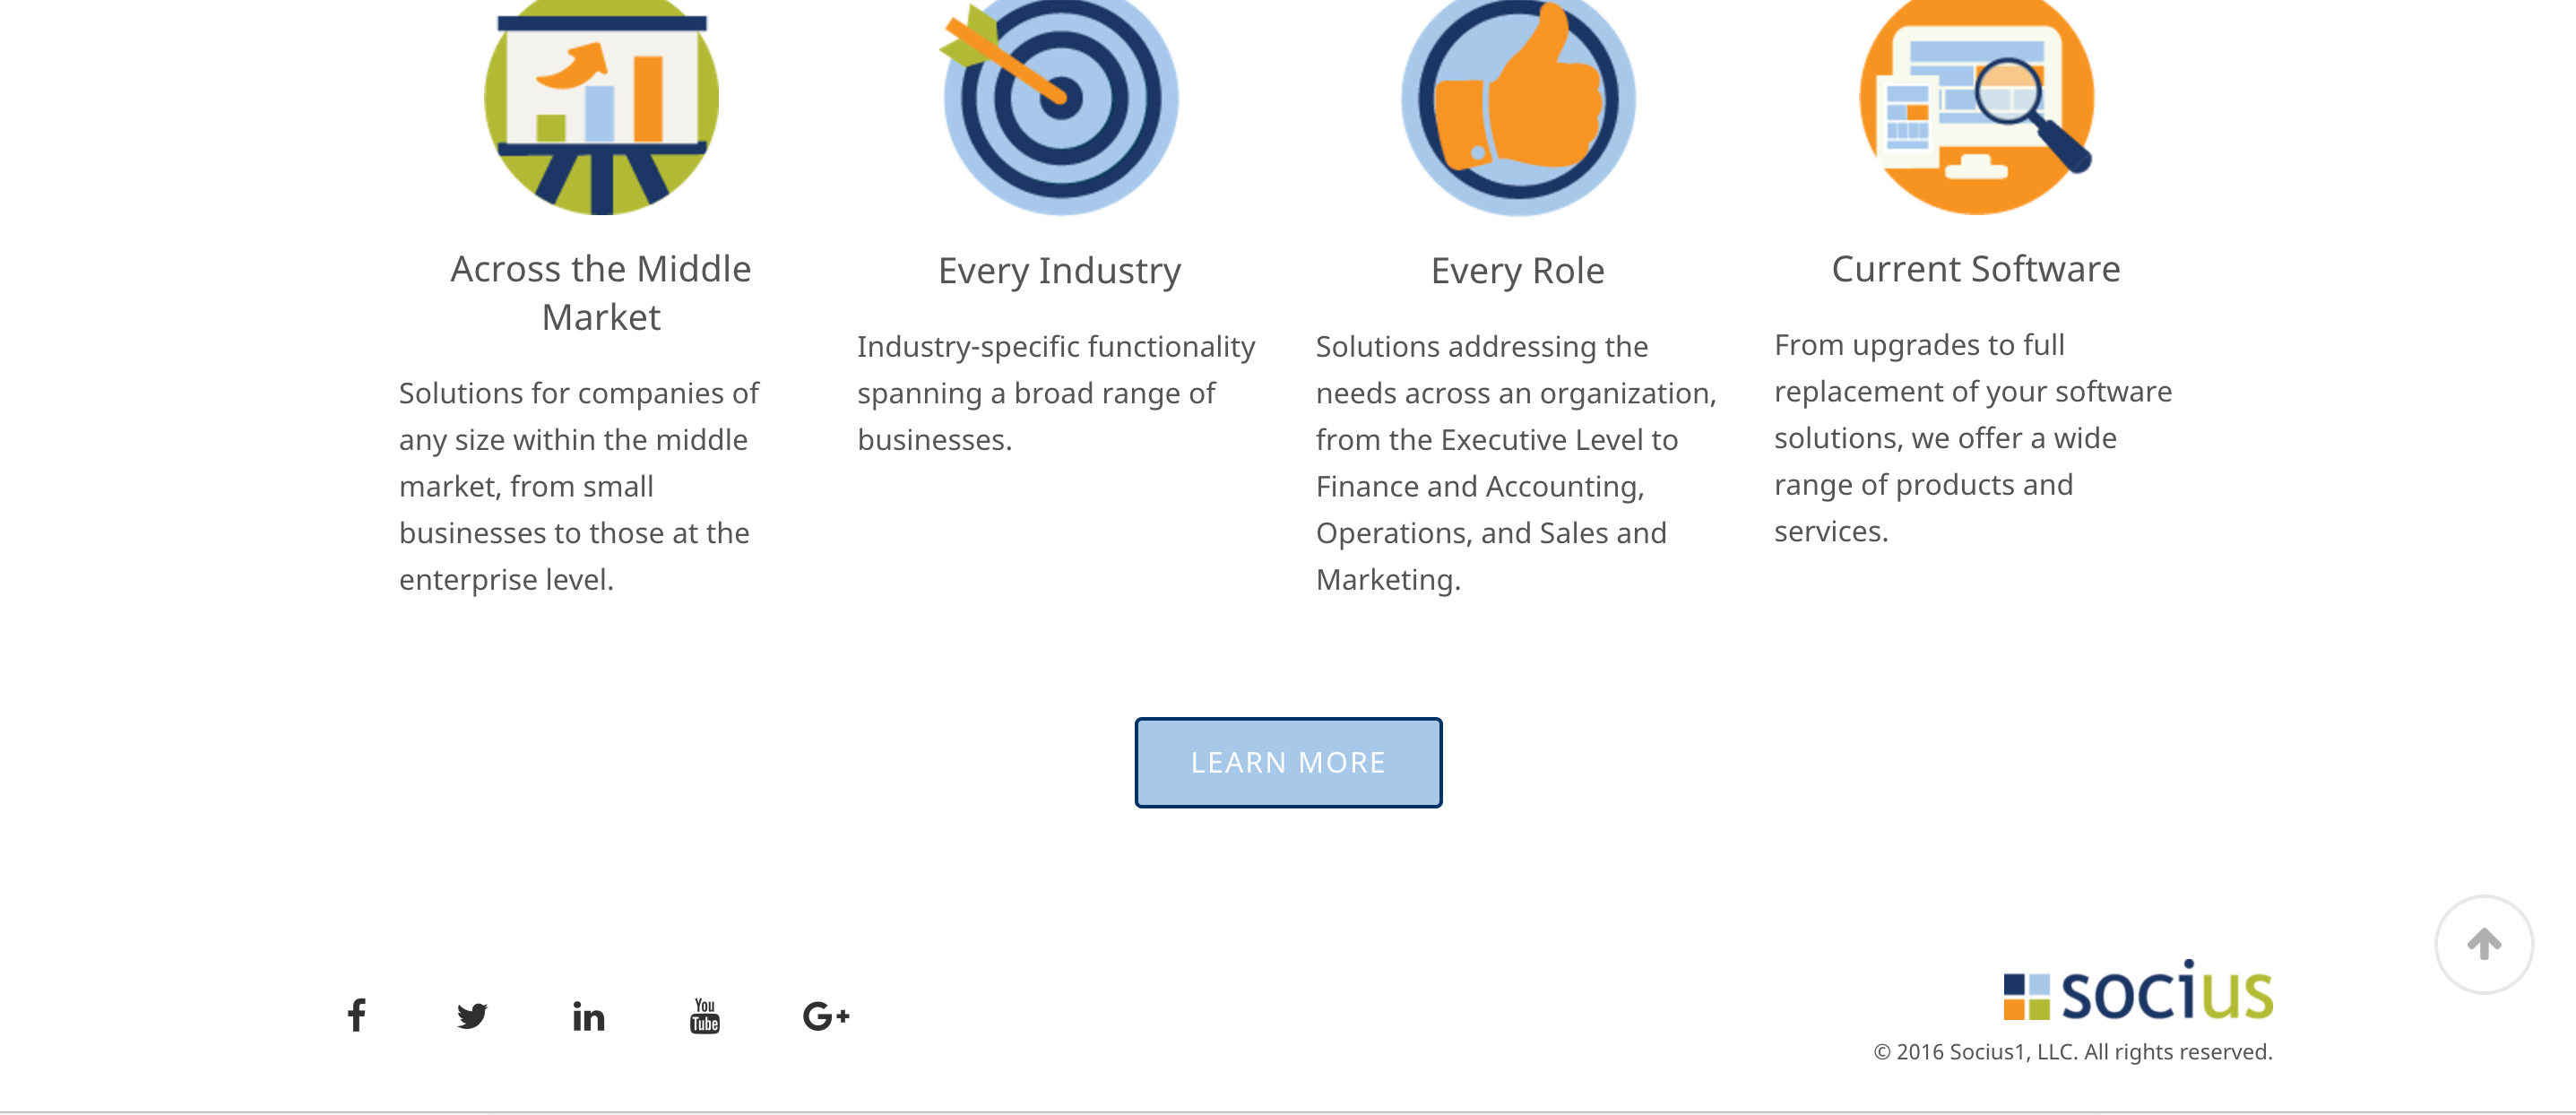 Across the Middle
Market
Solutions for companies of
any size within the middle
market, from small
businesses to those at the
enterprise level.
Every Industry
Industry-specific functionality
spanning a broad range of
businesses.
Every Role
Solutions addressing the
needs across an organization,
from the Executive Level to
Finance and Accounting,
Operations, and Sales and
Marketing.
Current Software
From upgrades to full
replacement of your software
solutions, we offer a wide
range of products and
services.
LEARN MORE
f
in
You
Tube
G+
socius
© 2016 Socius1, LLC. All rights reserved.